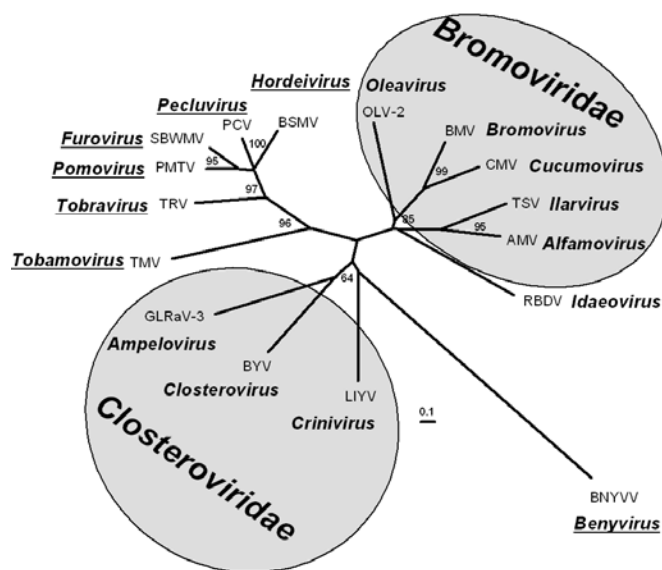 Bromoviridae
Hordeivirus
Oleavirus
Pecluvirus
OLV-2
PCV
BSMV
Furovirus
SBWMV
100
BMV
Bromovirus
Pomovirus
PMTV
95
99
CMV
Cucumovirus
97
Tobravirus
TRV
TSV
Ilarvirus
96
85
95
AMV
Alfamovirus
Tobamovirus
TMV
64
RBDV
Idaeovirus
GLRaV-3
Ampelovirus
BYV
Closterovirus
LIYV
Crinivirus
0.1
Closteroviridae
BNYVV
Benyvirus